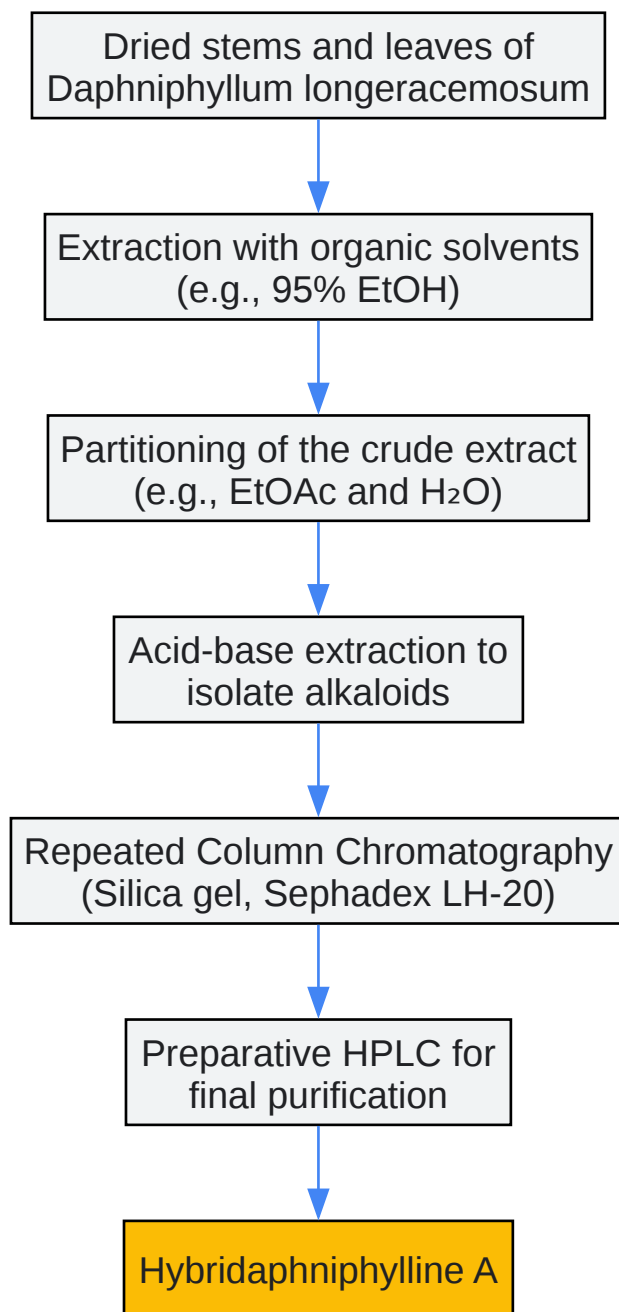 Dried stems and leaves of
Daphniphyllum longeracemosum
Extraction with organic solvents
(e.g., 95% EtOH)
Partitioning of the crude extract
(e.g., EtOAc and H₂O)
Acid-base extraction to
isolate alkaloids
Repeated Column Chromatography
(Silica gel, Sephadex LH-20)
Preparative HPLC for
final purification
Hybridaphniphylline A